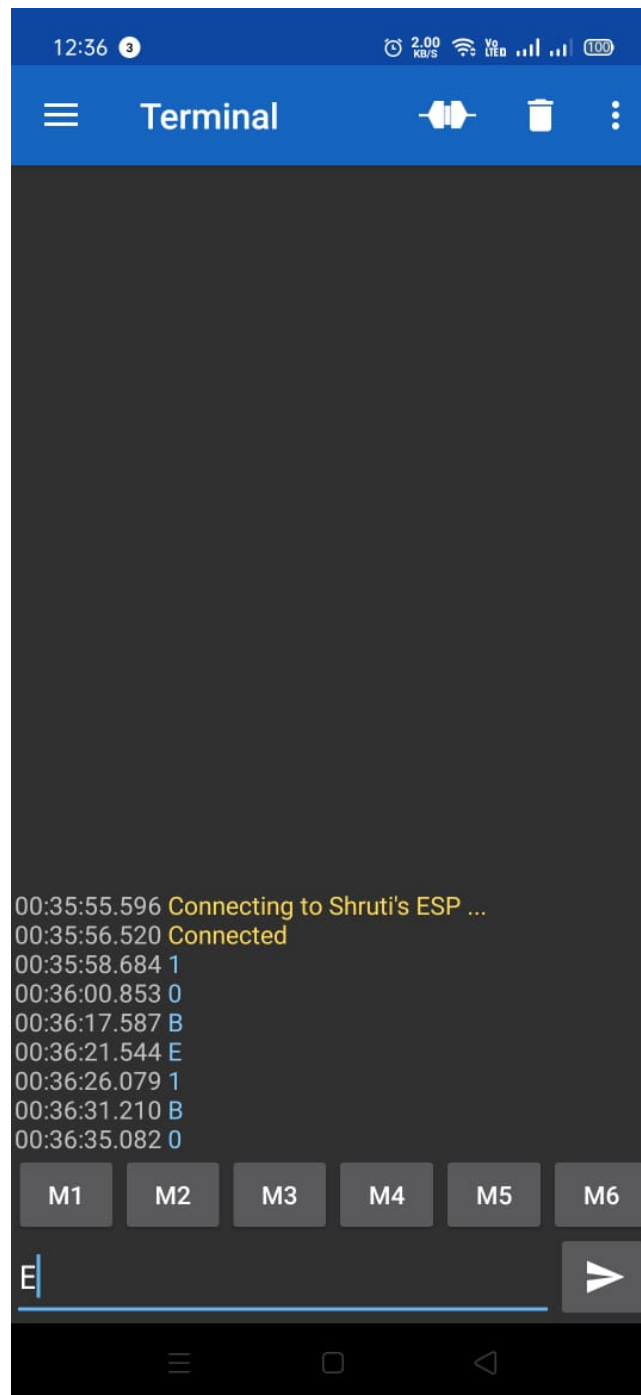 12:36 3 2.00 KB/S Vo LTE 100
Terminal
00:35:55.596 Connecting to Shruti's ESP ...
00:35:56.520 Connected
00:35:58.684 1
00:36:00.853 0
00:36:17.587 B
00:36:21.544 E
00:36:26.079 1
00:36:31.210 B
00:36:35.082 0
M1 M2 M3 M4 M5 M6
E